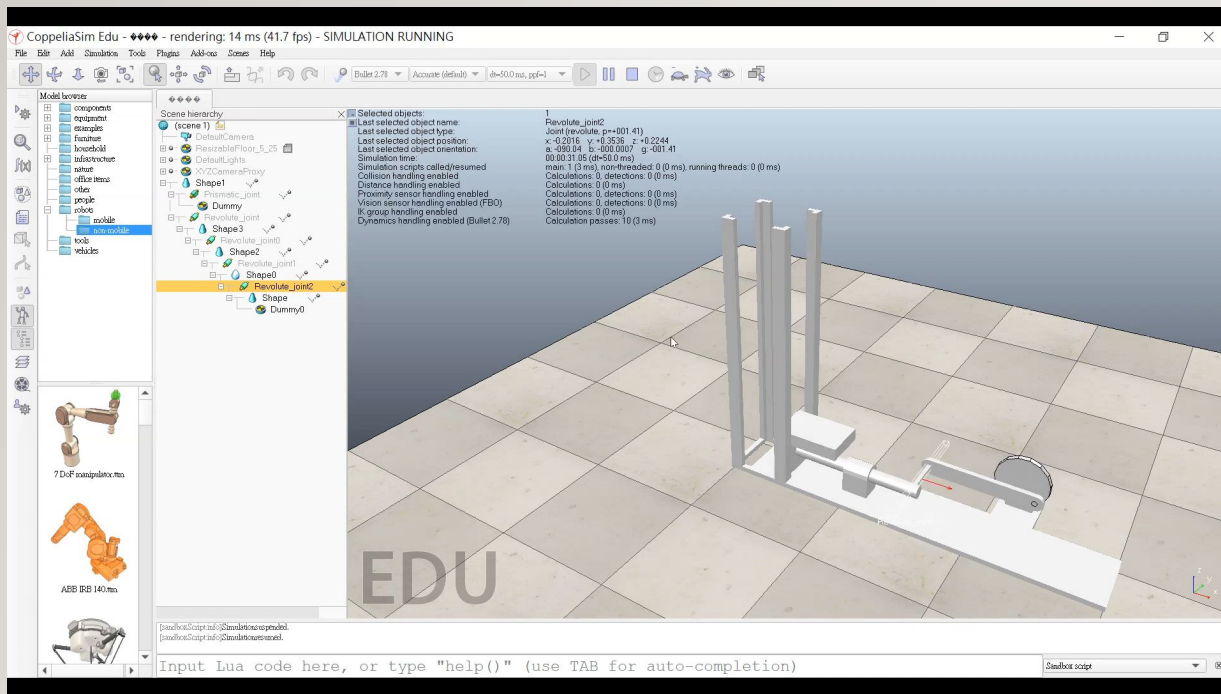 CoppeliaSim Edu - ���� - rendering: 14 ms (41.7 fps) - SIMULATION RUNNING
File Edit Add Simulation Tools Plugins Add-ons Scenes Help
Bullet 2.78 Accurate (default) dt=50.0 ms, ppf=1
Model browser
components
equipment
examples
furniture
household
infrastructure
nature
office items
other
people
robots
mobile
non-mobile
tools
vehicles
7 DoF manipulator.ttm
ABB IRB 140.ttm
����
Scene hierarchy
(scene 1)
DefaultCamera
ResizableFloor_5_25
DefaultLights
XYZCameraProxy
Shape1
Prismatic_joint
Dummy
Revolute_joint
Shape3
Revolute_joint0
Shape2
Revolute_joint1
Shape0
Revolute_joint2
Shape
Dummy0
Selected objects: 1
Last selected object name: Revolute_joint2
Last selected object type: Joint (revolute, p=+001.41)
Last selected object position: x: -0.2016 y: +0.3536 z: +0.2244
Last selected object orientation: a: -090.04 b: -000.0007 g: -001.41
Simulation time: 00:00:31.05 (dt=50.0 ms)
Simulation scripts called/resumed main: 1 (3 ms), non-threaded: 0 (0 ms), running threads: 0 (0 ms)
Collision handling enabled Calculations: 0, detections: 0 (0 ms)
Distance handling enabled Calculations: 0 (0 ms)
Proximity sensor handling enabled Calculations: 0, detections: 0 (0 ms)
Vision sensor handling enabled (FBO) Calculations: 0, detections: 0 (0 ms)
IK group handling enabled Calculations: 0 (0 ms)
Dynamics handling enabled (Bullet 2.78) Calculation passes: 10 (3 ms)
EDU
[sandboxScript:info] Simulation suspended.
[sandboxScript:info] Simulation resumed.
Input Lua code here, or type "help()" (use TAB for auto-completion)
Sandbox script